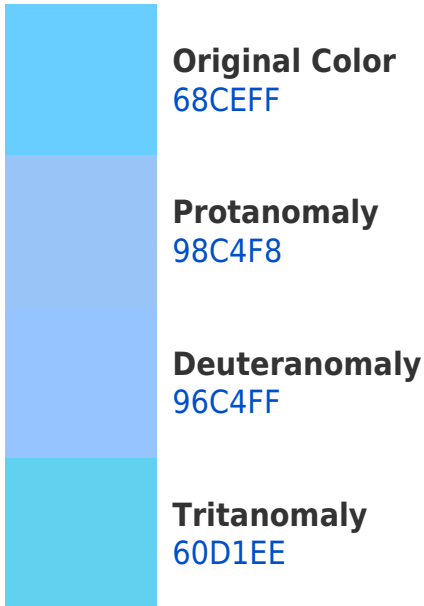 Original Color
68CEFF
Protanomaly
98C4F8
Deuteranomaly
96C4FF
Tritanomaly
60D1EE